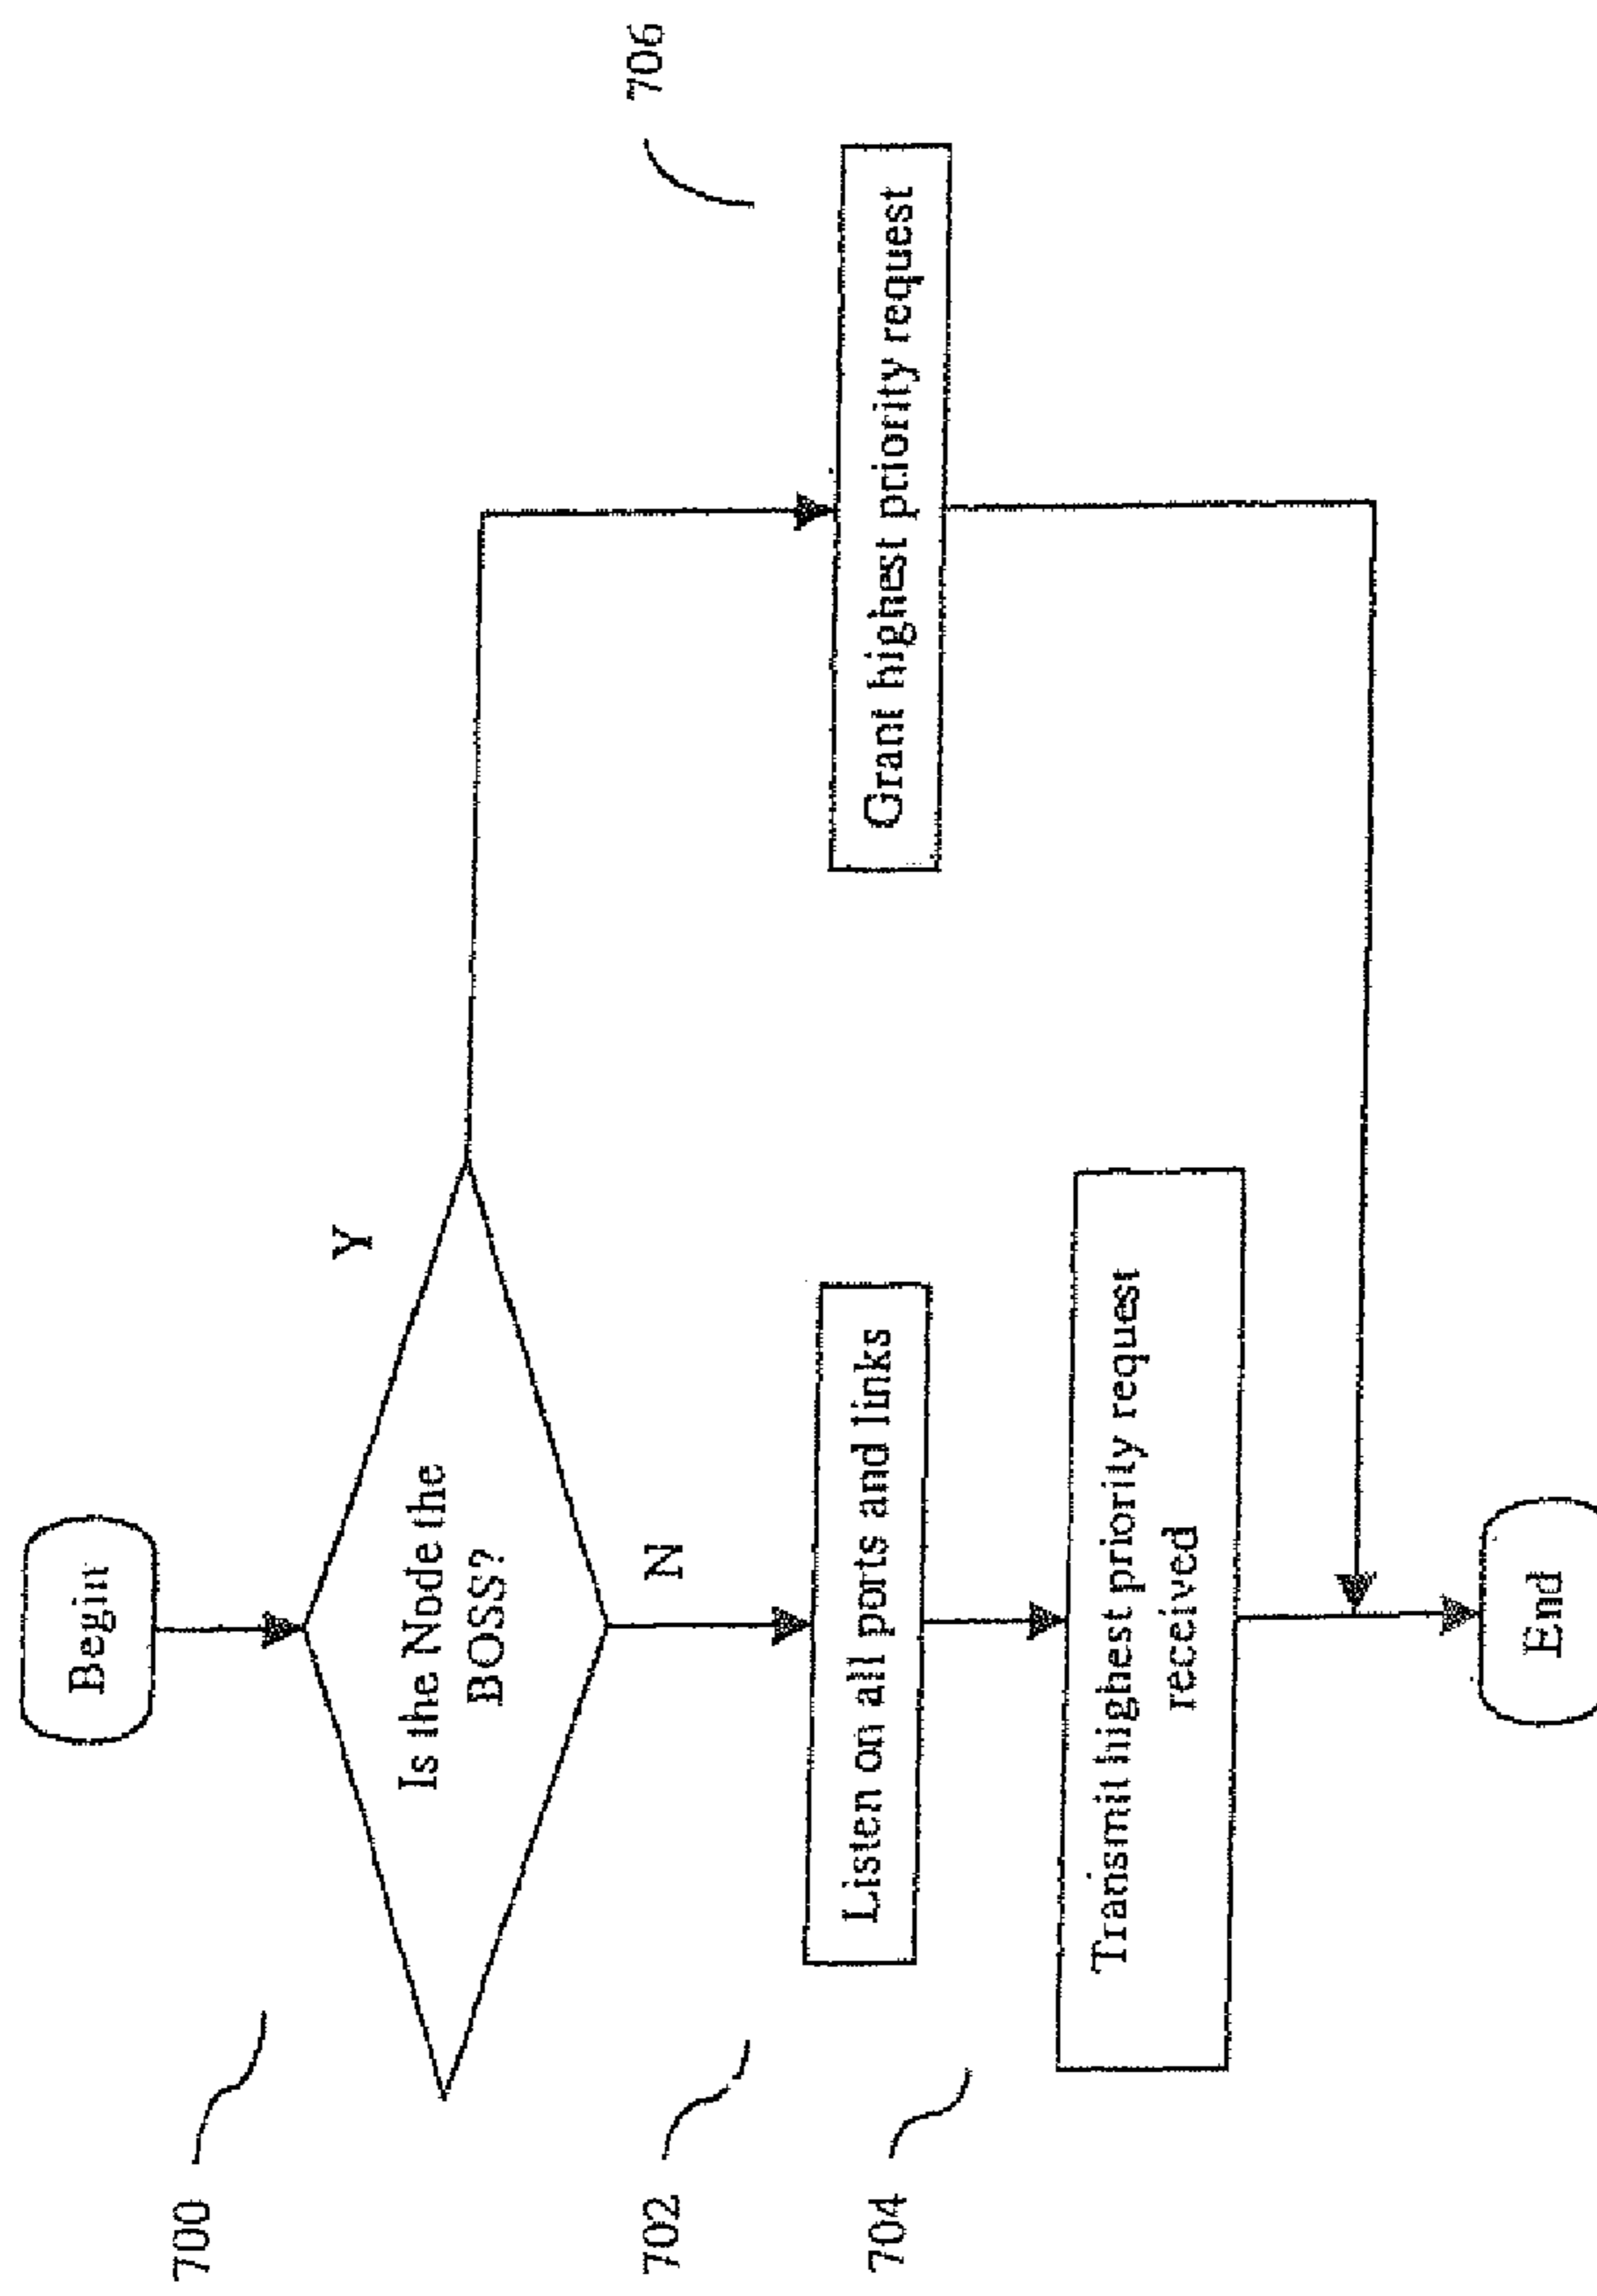 Begin
700
Is the Node the
BOSS?
Y
N
702
Listen on all ports and links
706
Grant highest priority request
704
Transmit highest priority request
received
End